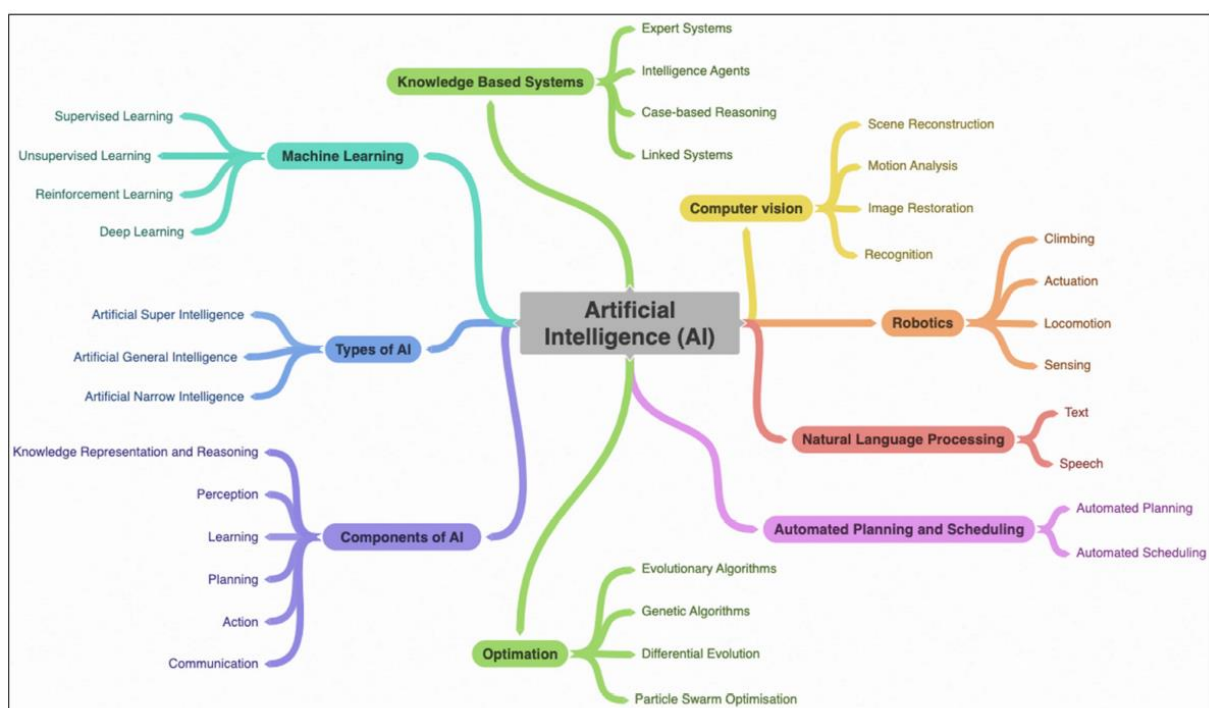 Artificial
Intelligence (AI)
Knowledge Based Systems
Expert Systems
Intelligence Agents
Case-based Reasoning
Linked Systems
Computer vision
Scene Reconstruction
Motion Analysis
Image Restoration
Recognition
Robotics
Climbing
Actuation
Locomotion
Sensing
Natural Language Processing
Text
Speech
Automated Planning and Scheduling
Automated Planning
Automated Scheduling
Optimation
Evolutionary Algorithms
Genetic Algorithms
Differential Evolution
Particle Swarm Optimisation
Machine Learning
Supervised Learning
Unsupervised Learning
Reinforcement Learning
Deep Learning
Types of AI
Artificial Super Intelligence
Artificial General Intelligence
Artificial Narrow Intelligence
Components of AI
Knowledge Representation and Reasoning
Perception
Learning
Planning
Action
Communication